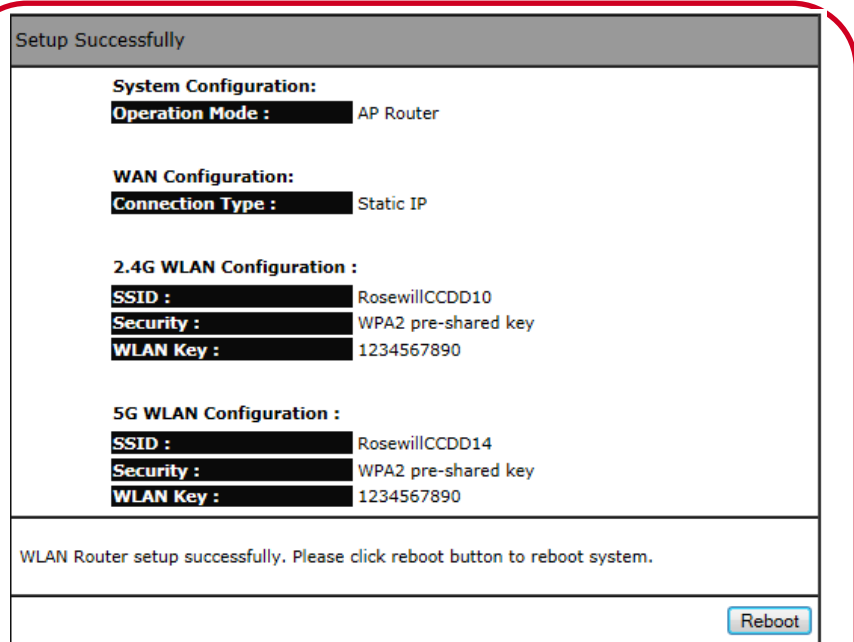 Setup Successfully
System Configuration:
Operation Mode : AP Router
WAN Configuration:
Connection Type : Static IP
2.4G WLAN Configuration :
SSID : RosewillCCDD10
Security : WPA2 pre-shared key
WLAN Key : 1234567890
5G WLAN Configuration :
SSID : RosewillCCDD14
Security : WPA2 pre-shared key
WLAN Key : 1234567890
WLAN Router setup successfully. Please click reboot button to reboot system.
Reboot